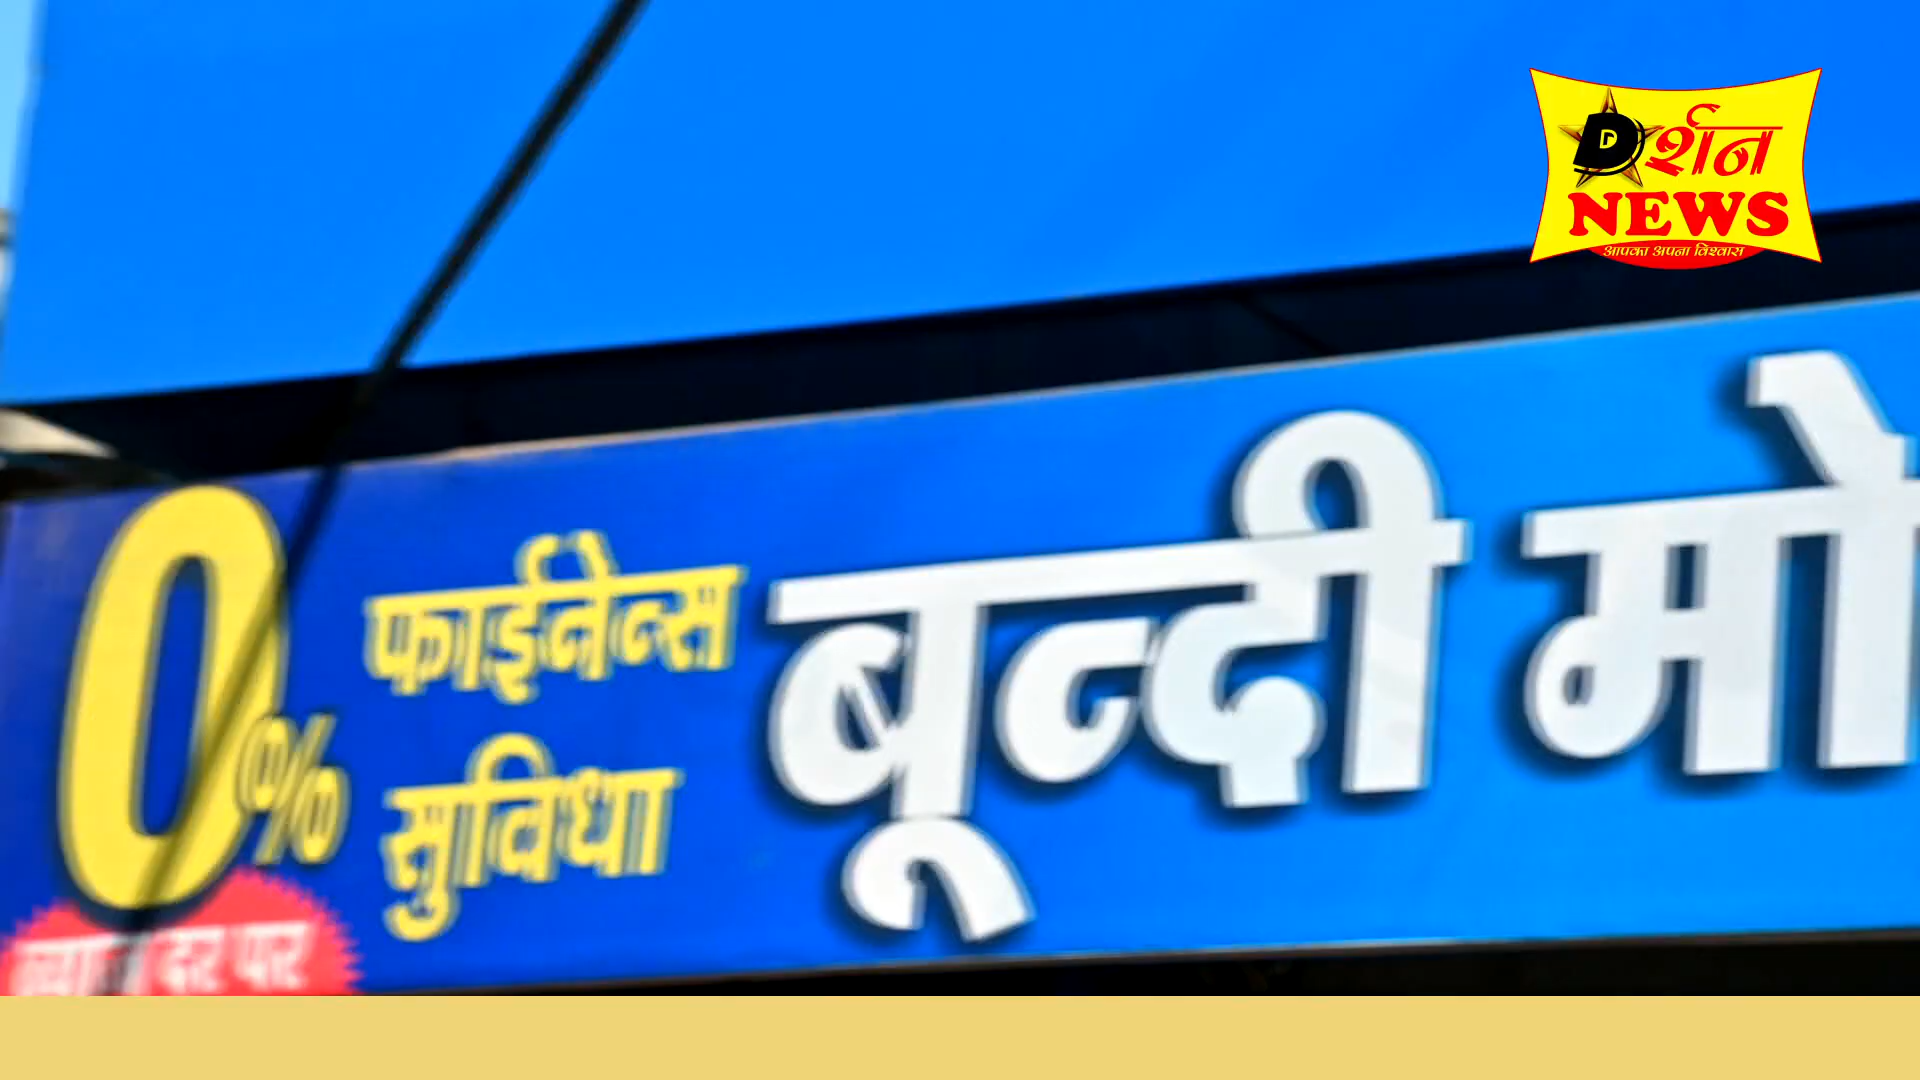 दर्शन
NEWS
आपका अपना विश्वास
0%
फाईनेन्स
सुविधा
ब्याज दर पर
बून्दी मो